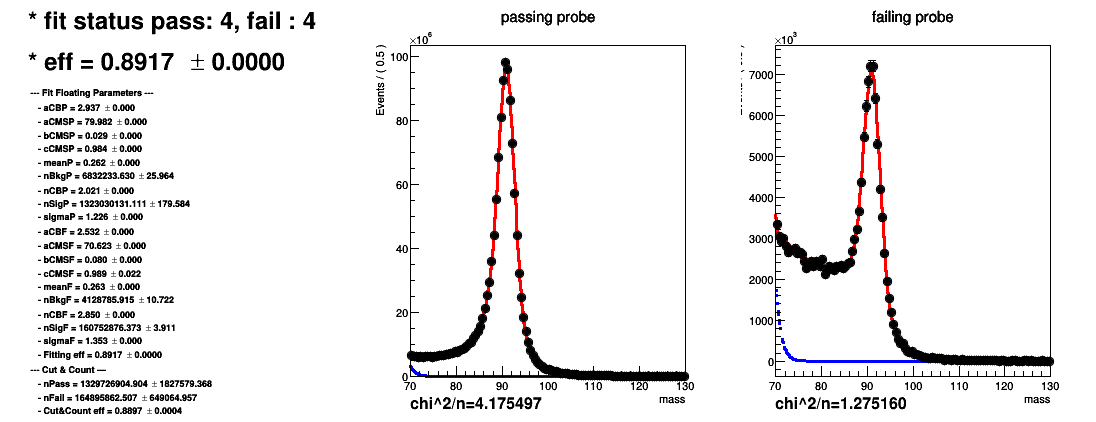 * fit status pass: 4, fail : 4
* eff = 0.8917 ± 0.0000
--- Fit Floating Parameters ---
- aCBP = 2.937 ± 0.000
- aCMSP = 79.982 ± 0.000
- bCMSP = 0.029 ± 0.000
- cCMSP = 0.984 ± 0.000
- meanP = 0.262 ± 0.000
- nBkgP = 6832233.630 ± 25.964
- nCBP = 2.021 ± 0.000
- nSigP = 1323030131.111 ± 179.584
- sigmaP = 1.226 ± 0.000
- aCBF = 2.532 ± 0.000
- aCMSF = 70.623 ± 0.000
- bCMSF = 0.080 ± 0.000
- cCMSF = 0.989 ± 0.022
- meanF = 0.263 ± 0.000
- nBkgF = 4128785.915 ± 10.722
- nCBF = 2.850 ± 0.000
- nSigF = 160752876.373 ± 3.911
- sigmaF = 1.353 ± 0.000
- Fitting eff = 0.8917 ± 0.0000
--- Cut & Count ---
- nPass = 1329726904.904 ± 1827579.368
- nFail = 164895862.507 ± 649064.957
- Cut&Count eff = 0.8897 ± 0.0004
passing probe
×10⁶
Events / ( 0.5 )
100
80
60
40
20
0
70 80 90 100 110 120 130
mass
chi^2/n=4.175497
failing probe
×10³
7000
6000
5000
4000
3000
2000
1000
0
70 80 90 100 110 120 130
mass
chi^2/n=1.275160